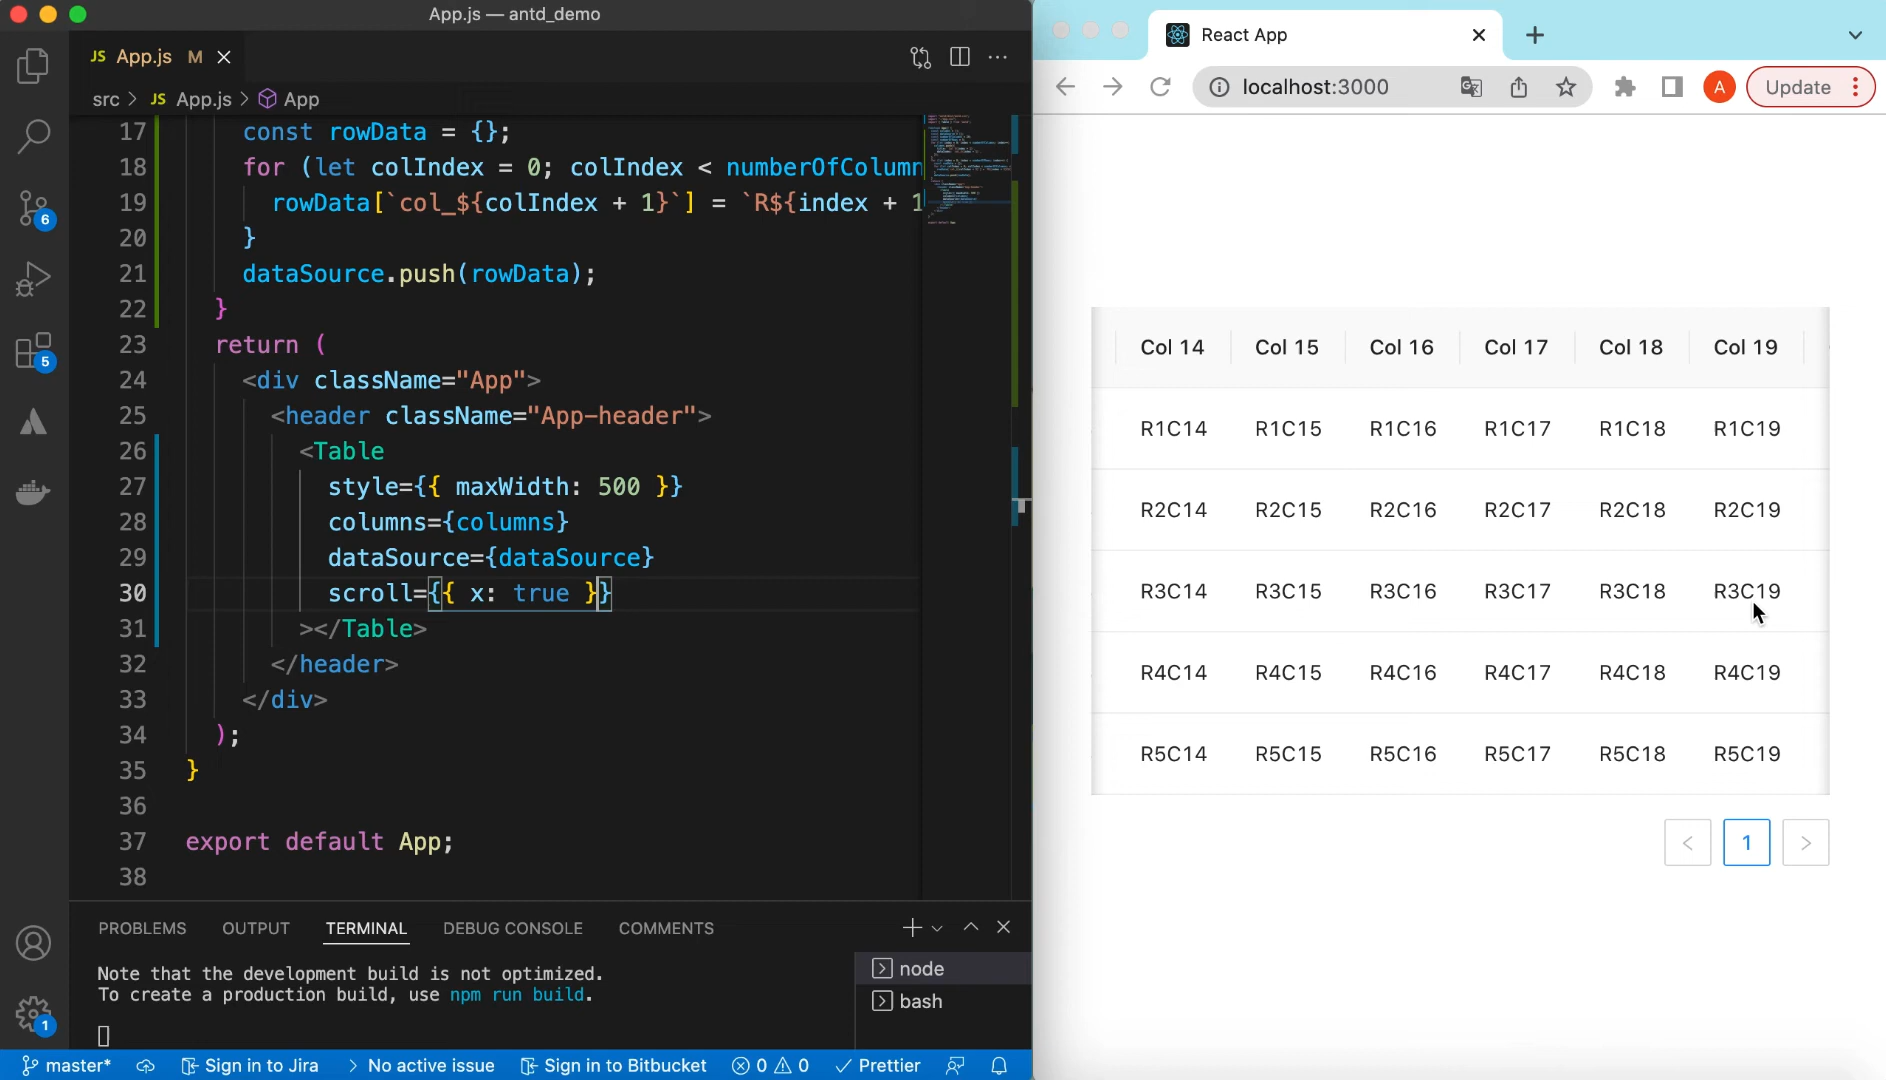 App.js — antd_demo
JS App.js M
src > JS App.js > App
17 const rowData = {};
18 for (let colIndex = 0; colIndex < numberOfColumn
19 rowData[`col_${colIndex + 1}`] = `R${index + 1
20 }
21 dataSource.push(rowData);
22 }
23 return (
24 <div className="App">
25 <header className="App-header">
26 <Table
27 style={{ maxWidth: 500 }}
28 columns={columns}
29 dataSource={dataSource}
30 scroll={{ x: true }}
31 ></Table>
32 </header>
33 </div>
34 );
35 }
36
37 export default App;
38
6
5
1
PROBLEMS OUTPUT TERMINAL DEBUG CONSOLE COMMENTS
Note that the development build is not optimized.
To create a production build, use npm run build.
node
bash
master* Sign in to Jira No active issue Sign in to Bitbucket 0 0 Prettier
React App
localhost:3000 A Update
Col 14 Col 15 Col 16 Col 17 Col 18 Col 19
R1C14 R1C15 R1C16 R1C17 R1C18 R1C19
R2C14 R2C15 R2C16 R2C17 R2C18 R2C19
R3C14 R3C15 R3C16 R3C17 R3C18 R3C19
R4C14 R4C15 R4C16 R4C17 R4C18 R4C19
R5C14 R5C15 R5C16 R5C17 R5C18 R5C19
< 1 >